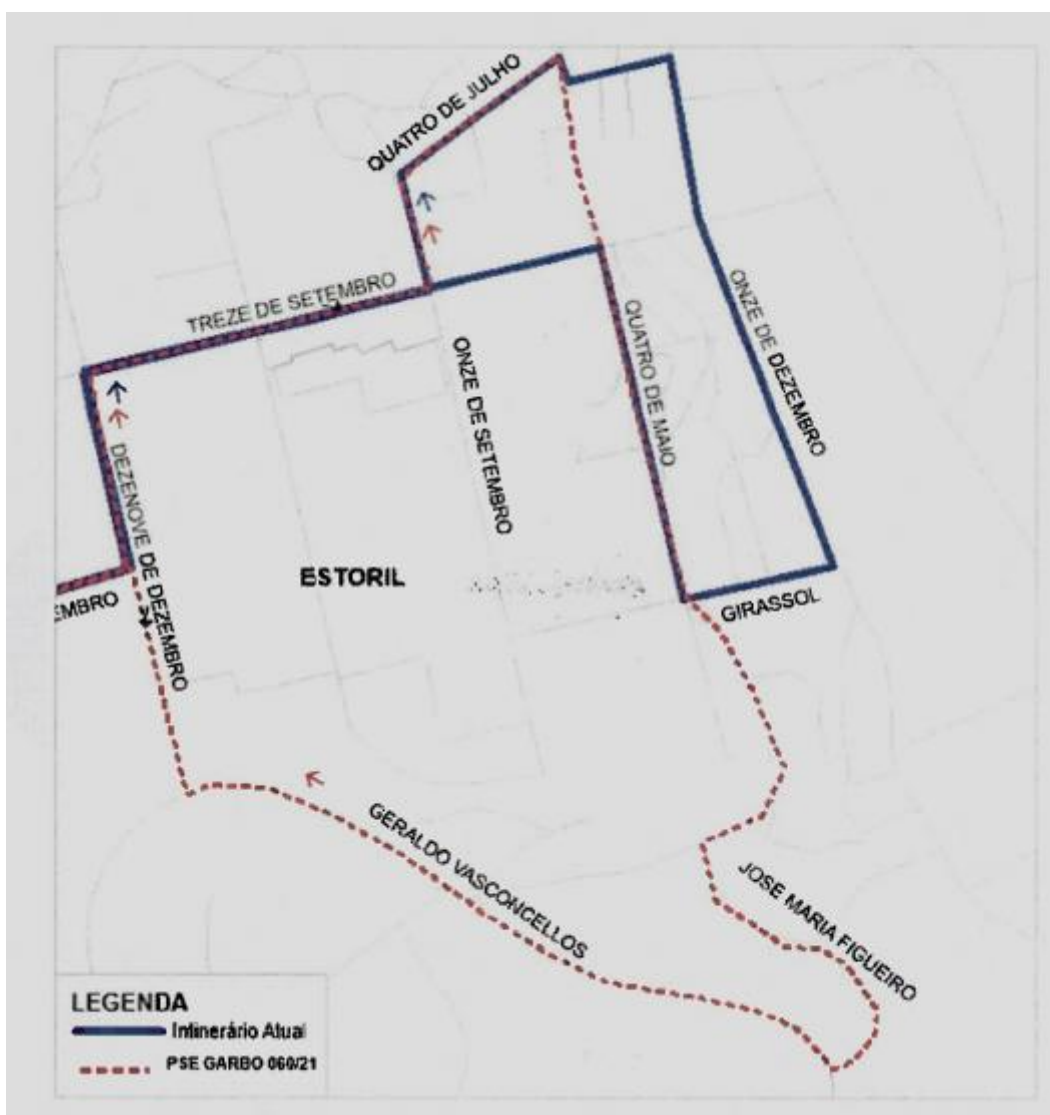 QUATRO DE JULHO
TREZE DE SETEMBRO
ONZE DE SETEMBRO
QUATRO DE MAIO
ONZE DE DEZEMBRO
DEZENOVE DE DEZEMBRO
ESTORIL
EMBRO
GIRASSOL
GERALDO VASCONCELLOS
JOSE MARIA FIGUEIRO
LEGENDA
Intinerário Atual
PSE GARBO 060/21